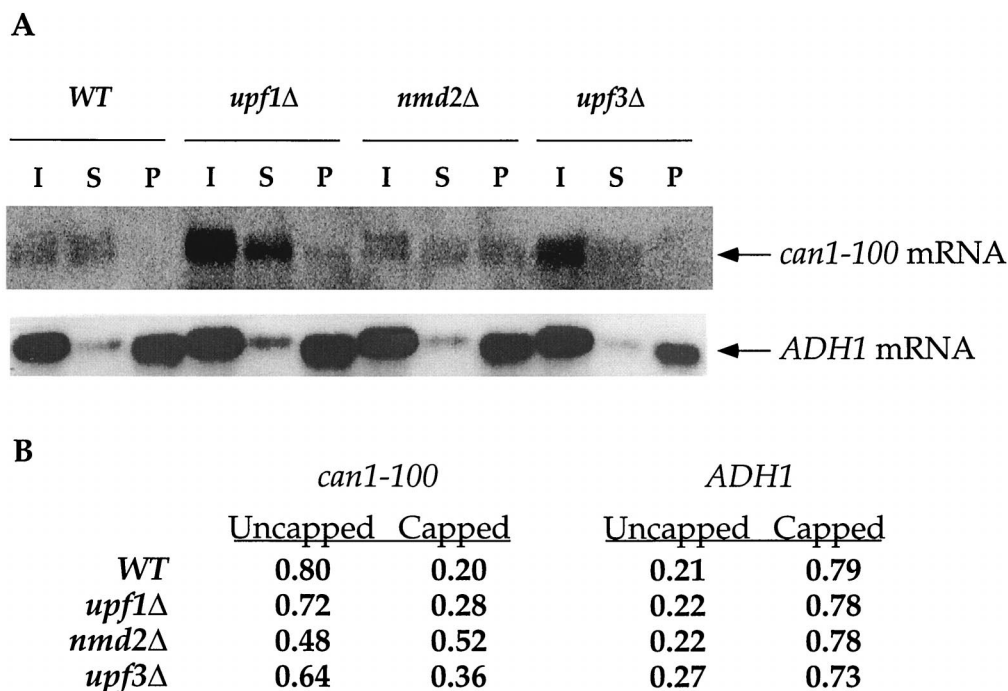 A
WT upf1Δ nmd2Δ upf3Δ
I S P I S P I S P I S P
can1-100 mRNA
ADH1 mRNA
B
can1-100 ADH1
Uncapped Capped Uncapped Capped
WT 0.80 0.20 0.21 0.79
upf1Δ 0.72 0.28 0.22 0.78
nmd2Δ 0.48 0.52 0.22 0.78
upf3Δ 0.64 0.36 0.27 0.73